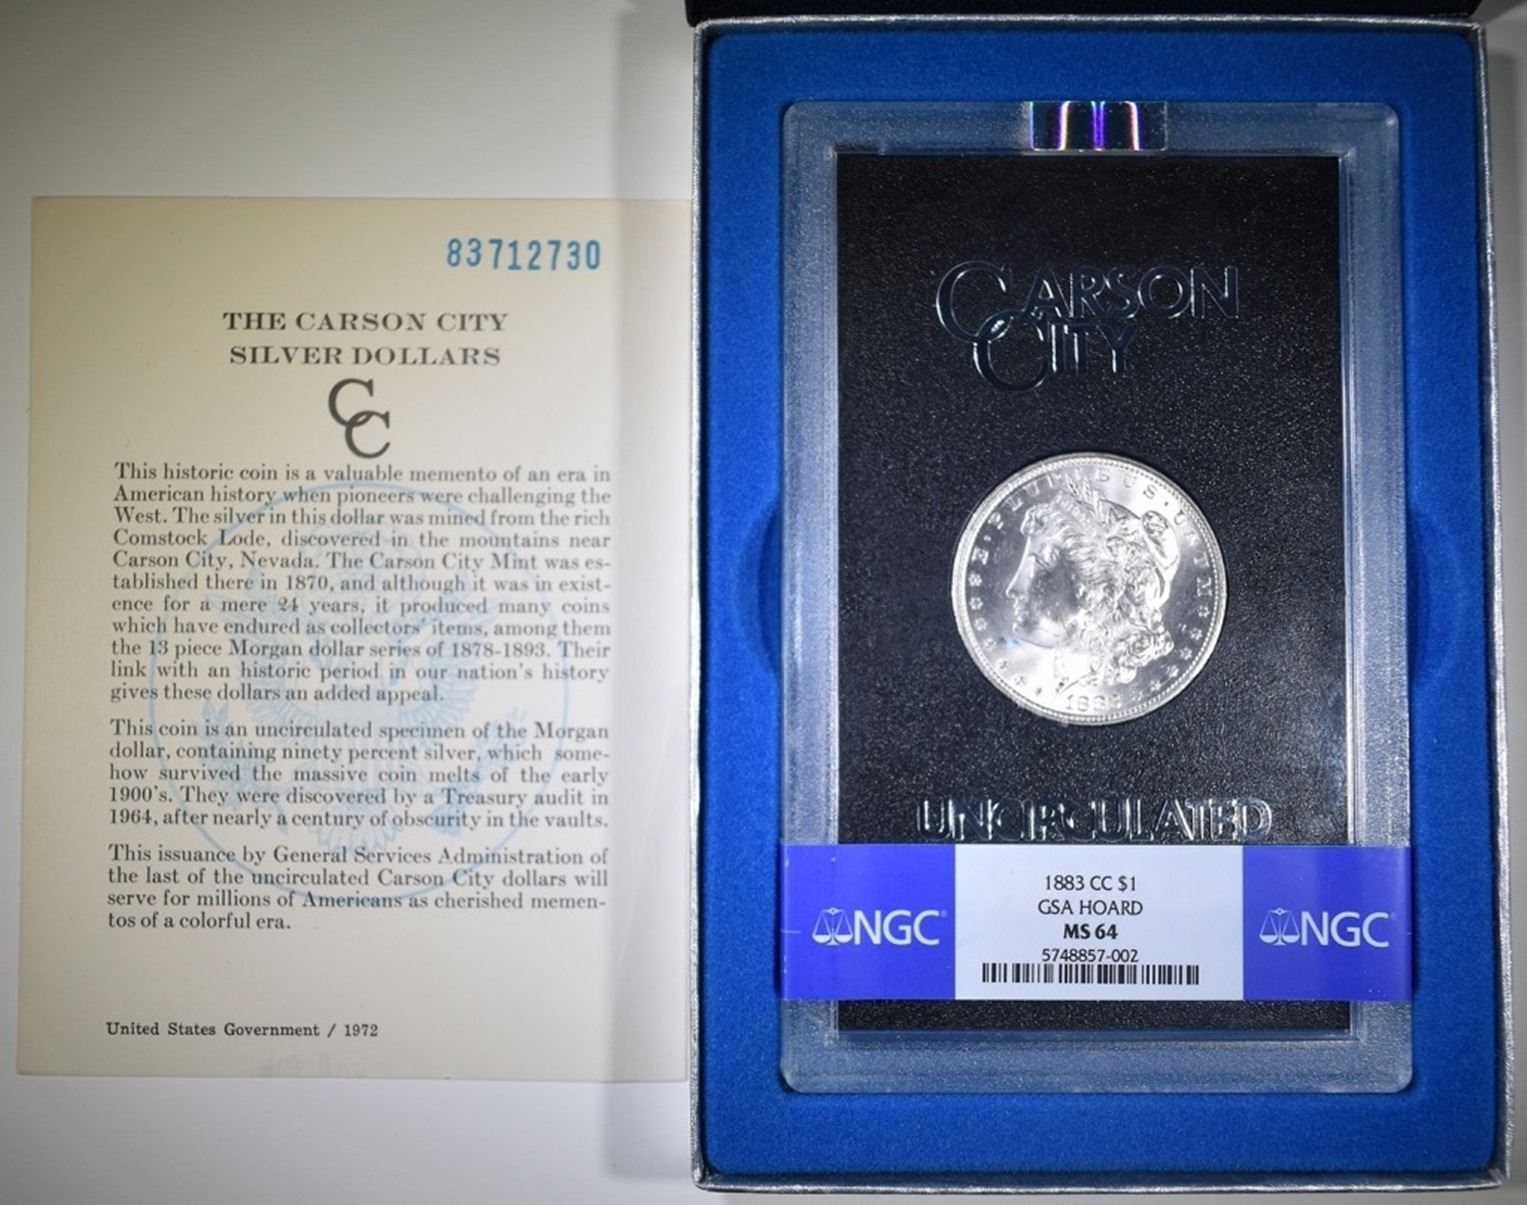 83712730
THE CARSON CITY
SILVER DOLLARS
CC
This historic coin is a valuable memento of an era in
American history when pioneers were challenging the
West. The silver in this dollar was mined from the rich
Comstock Lode, discovered in the mountains near
Carson City, Nevada. The Carson City Mint was es-
tablished there in 1870, and although it was in exist-
ence for a mere 24 years, it produced many coins
which have endured as collectors' items, among them
the 13 piece Morgan dollar series of 1878-1893. Their
link with an historic period in our nation's history
gives these dollars an added appeal.
This coin is an uncirculated specimen of the Morgan
dollar, containing ninety percent silver, which some-
how survived the massive coin melts of the early
1900's. They were discovered by a Treasury audit in
1964, after nearly a century of obscurity in the vaults.
This issuance by General Services Administration of
the last of the uncirculated Carson City dollars will
serve for millions of Americans as cherished memen-
tos of a colorful era.
United States Government / 1972
CARSON
CITY
E·PLURIBUS·UNUM
1883
UNCIRCULATED
NGC
1883 CC $1
GSA HOARD
MS 64
5748857-002
NGC